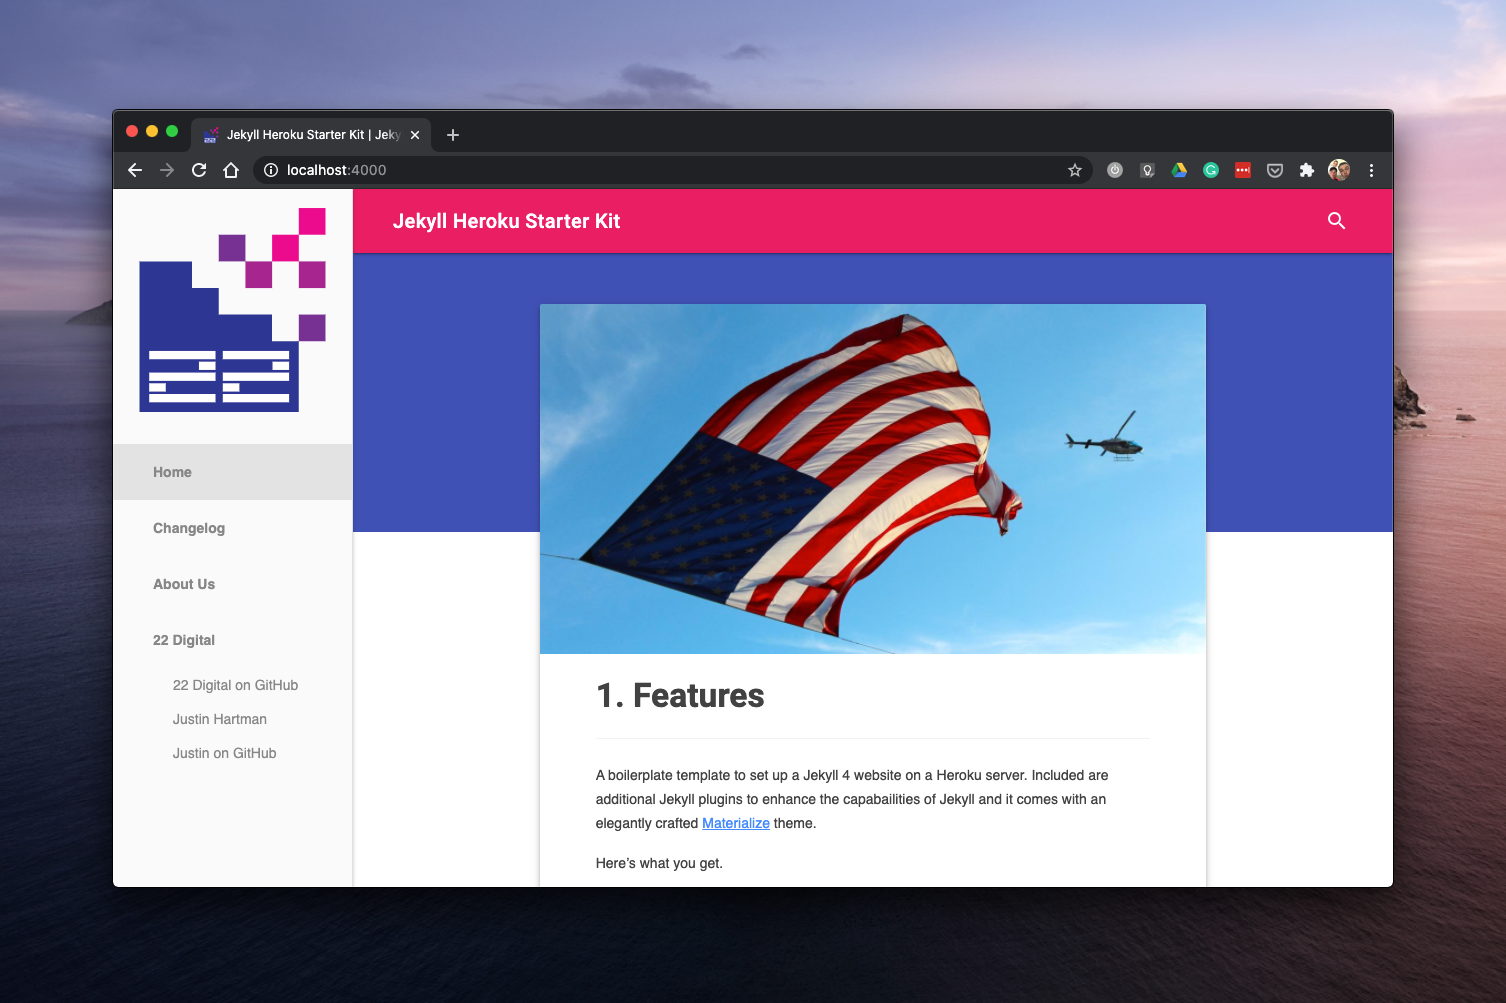 Jekyll Heroku Starter Kit | Jeky
localhost:4000
Jekyll Heroku Starter Kit
Home
Changelog
About Us
22 Digital
22 Digital on GitHub
Justin Hartman
Justin on GitHub
1. Features
A boilerplate template to set up a Jekyll 4 website on a Heroku server. Included are
additional Jekyll plugins to enhance the capabailities of Jekyll and it comes with an
elegantly crafted Materialize theme.
Here’s what you get.